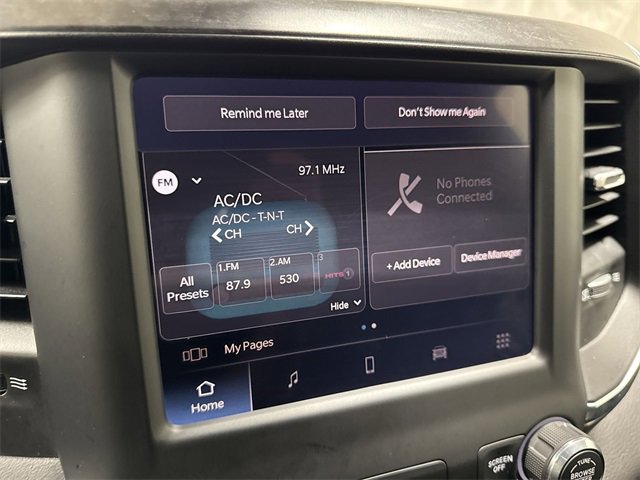 Remind me Later
Don't Show me Again
FM
97.1 MHz
AC/DC
AC/DC - T-N-T
CH CH
No Phones
Connected
+ Add Device
Device Manager
All
Presets
1.FM
87.9
2.AM
530
3
HITS 1
Hide
My Pages
Home
SCREEN
OFF
TUNE
BROWSE